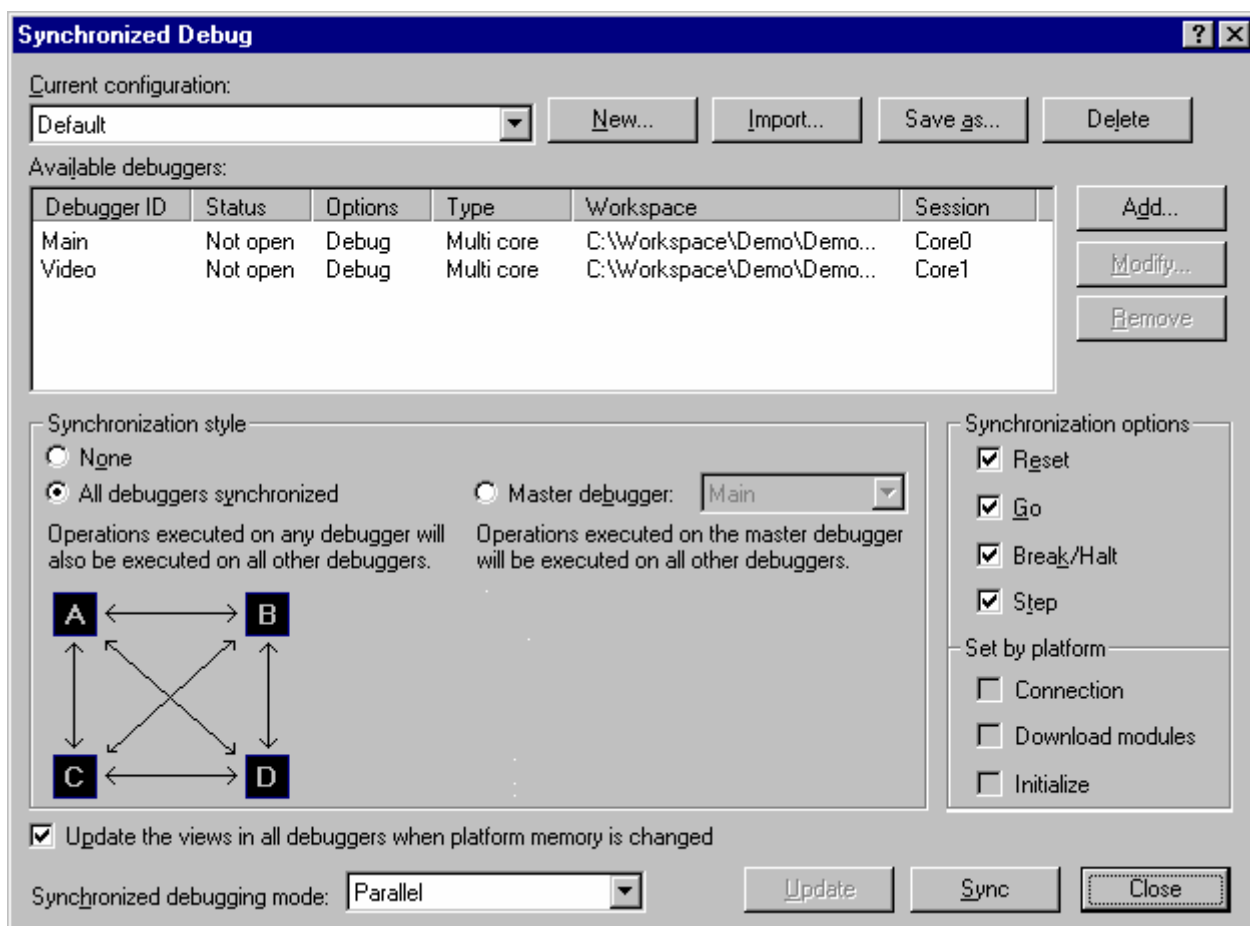 Synchronized Debug
Current configuration:
Default New... Import... Save as... Delete
Available debuggers:
Debugger ID Status Options Type Workspace Session
Main Not open Debug Multi core C:\Workspace\Demo\Demo... Core0
Video Not open Debug Multi core C:\Workspace\Demo\Demo... Core1
Add...
Modify...
Remove
Synchronization style
None
All debuggers synchronized
Operations executed on any debugger will
also be executed on all other debuggers.
A B
C D
Master debugger: Main
Operations executed on the master debugger
will be executed on all other debuggers.
Synchronization options
Reset
Go
Break/Halt
Step
Set by platform
Connection
Download modules
Initialize
Update the views in all debuggers when platform memory is changed
Synchronized debugging mode: Parallel Update Sync Close